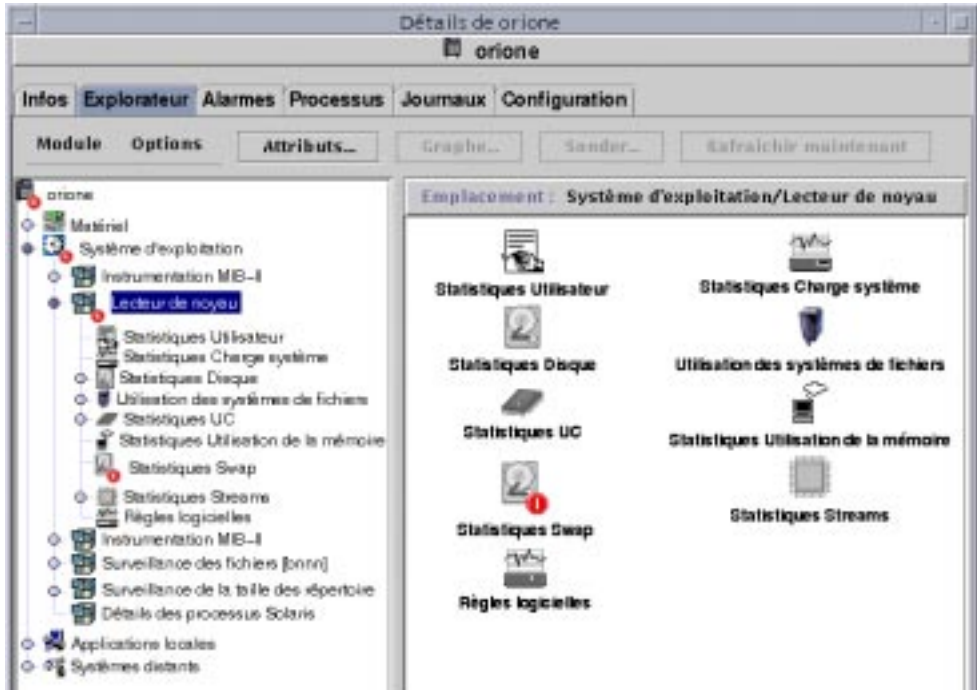 Détails de orione
orione
Infos Explorateur Alarmes Processus Journaux Configuration
Module Options Attributs... Graphe... Sonder... Rafraîchir maintenant
orione
Matériel
Système d'exploitation
Instrumentation MIB-II
Lecteur de noyau
Statistiques Utilisateur
Statistiques Charge système
Statistiques Disque
Utilisation des systèmes de fichiers
Statistiques UC
Statistiques Utilisation de la mémoire
Statistiques Swap
Statistiques Streams
Règles logicielles
Instrumentation MIB-II
Surveillance des fichiers [bnnn]
Surveillance de la taille des répertoire
Détails des processus Solaris
Applications locales
Systèmes distants
Emplacement : Système d'exploitation/Lecteur de noyau
Statistiques Utilisateur
Statistiques Charge système
Statistiques Disque
Utilisation des systèmes de fichiers
Statistiques UC
Statistiques Utilisation de la mémoire
Statistiques Swap
Statistiques Streams
Règles logicielles